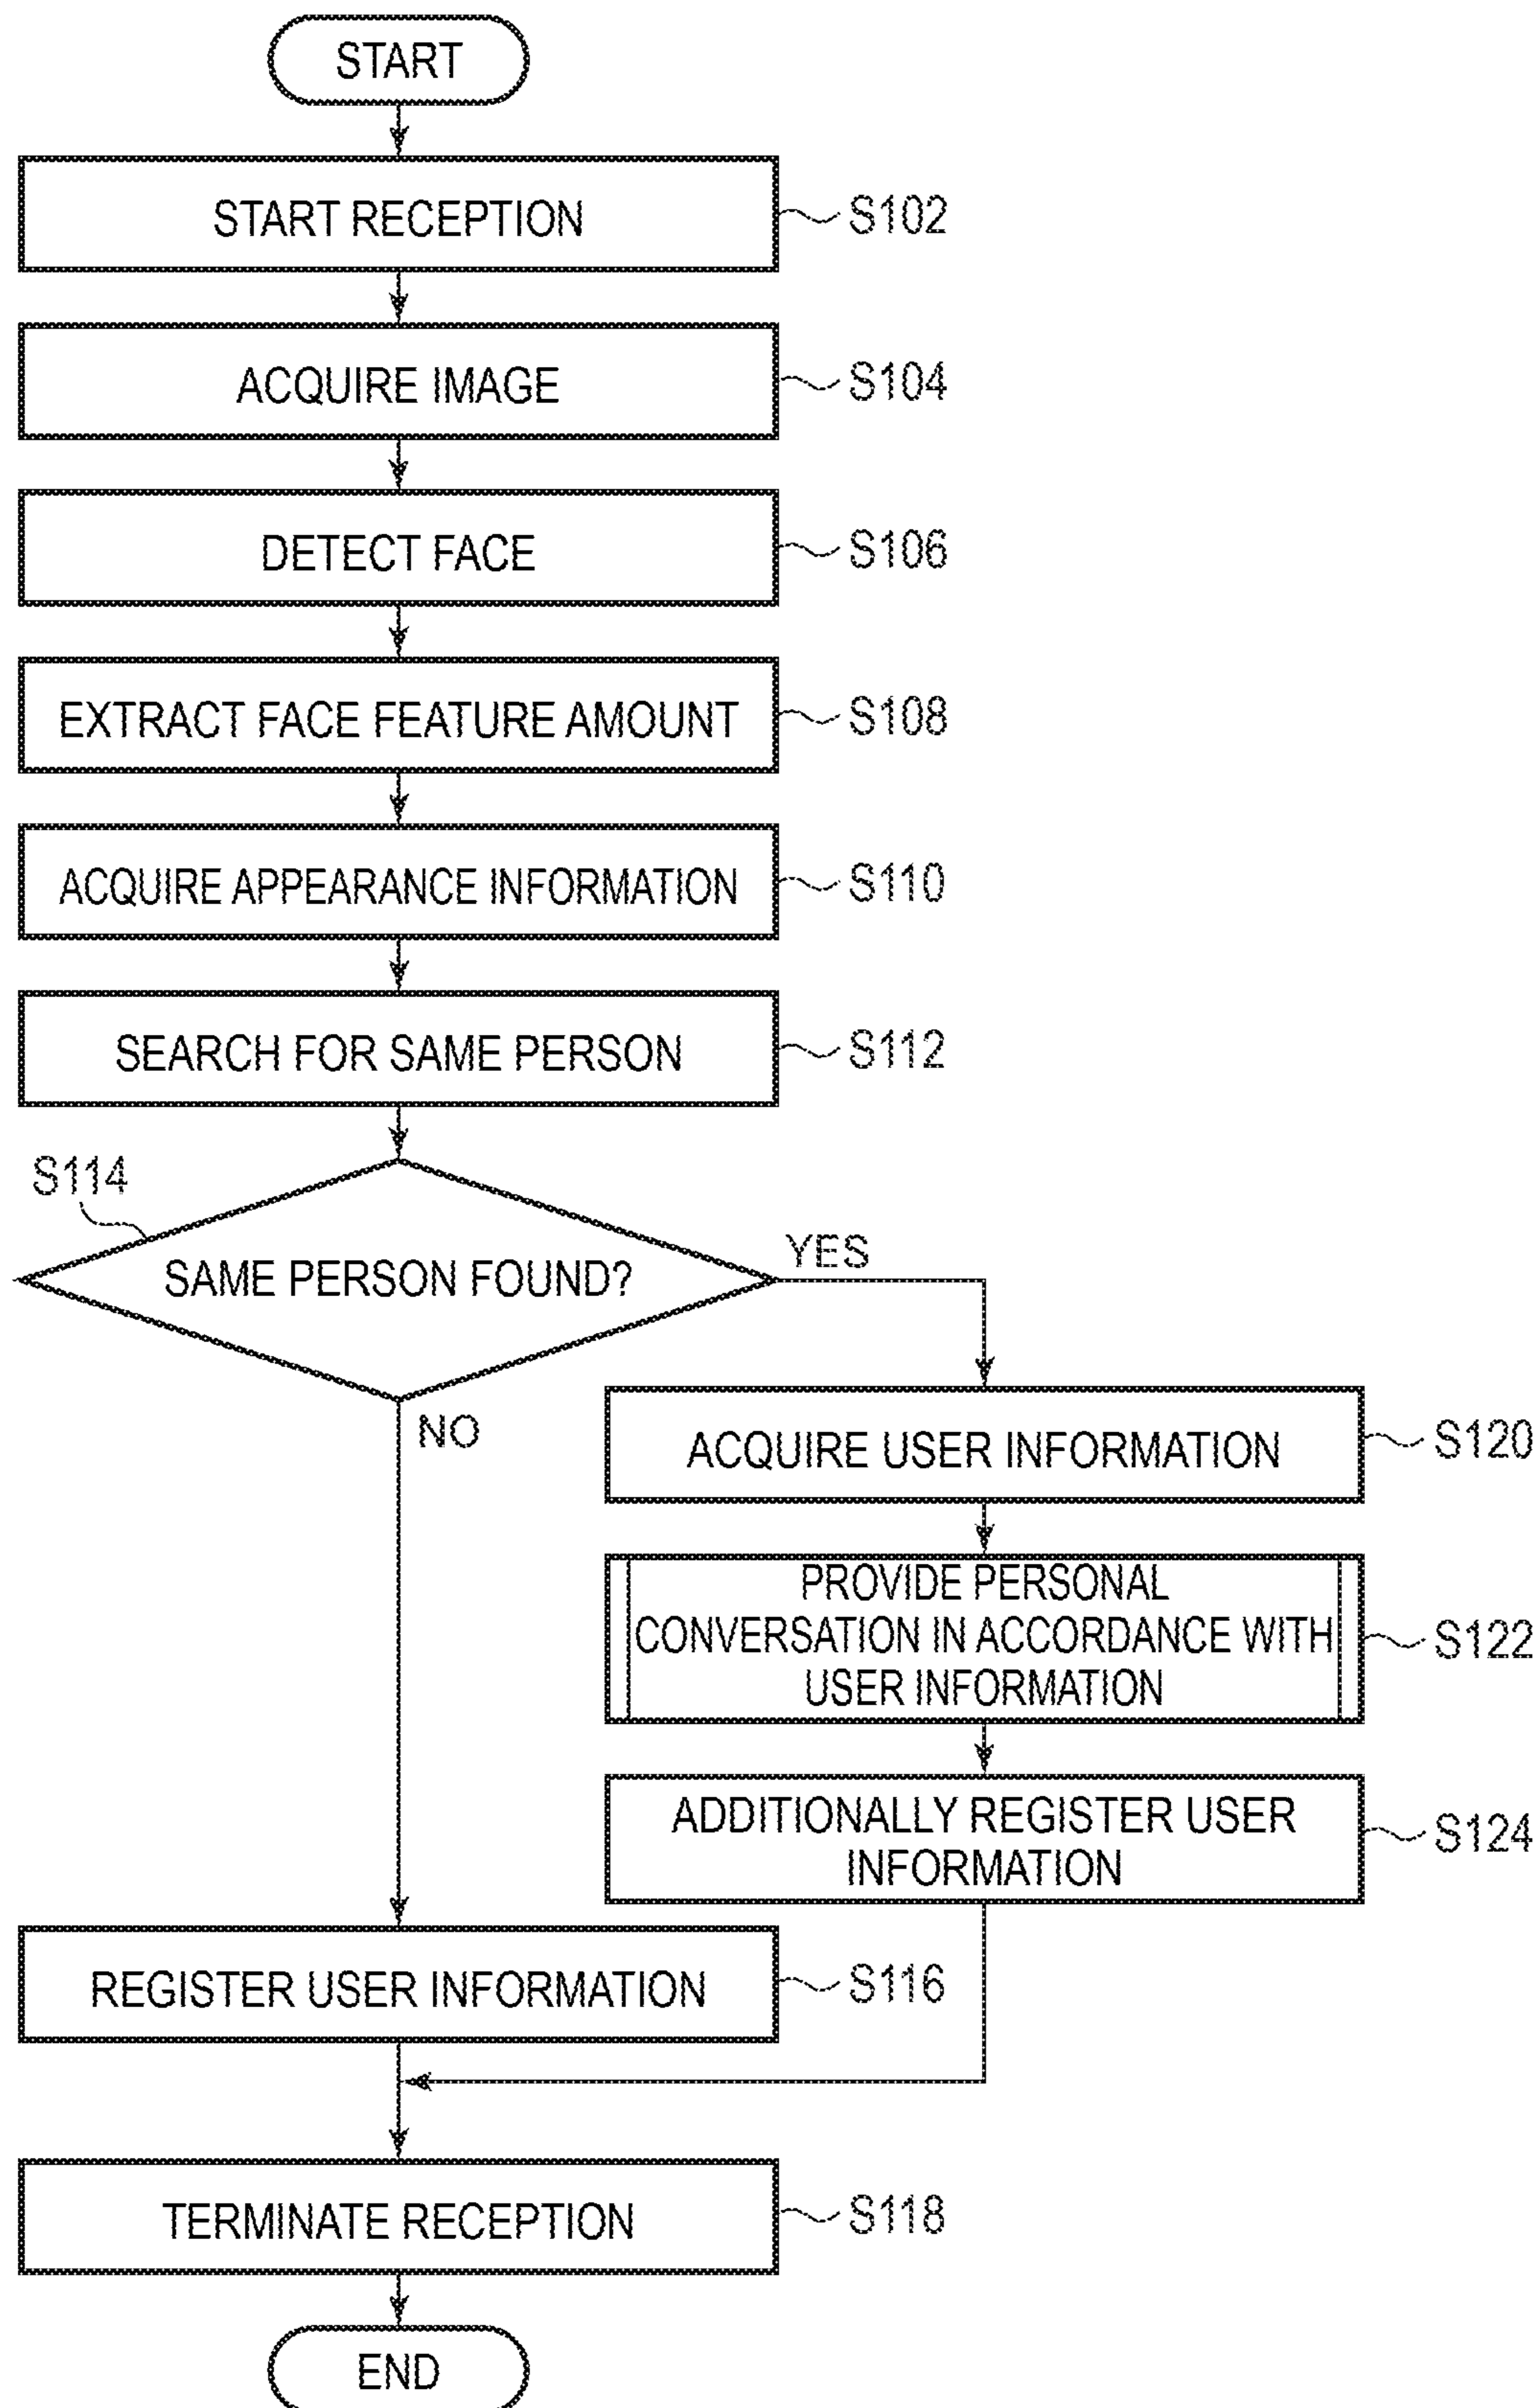 START
START RECEPTION
S102
ACQUIRE IMAGE
S104
DETECT FACE
S106
EXTRACT FACE FEATURE AMOUNT
S108
ACQUIRE APPEARANCE INFORMATION
S110
SEARCH FOR SAME PERSON
S112
S114
SAME PERSON FOUND?
YES
NO
ACQUIRE USER INFORMATION
S120
PROVIDE PERSONAL
CONVERSATION IN ACCORDANCE WITH
USER INFORMATION
S122
ADDITIONALLY REGISTER USER
INFORMATION
S124
REGISTER USER INFORMATION
S116
TERMINATE RECEPTION
S118
END